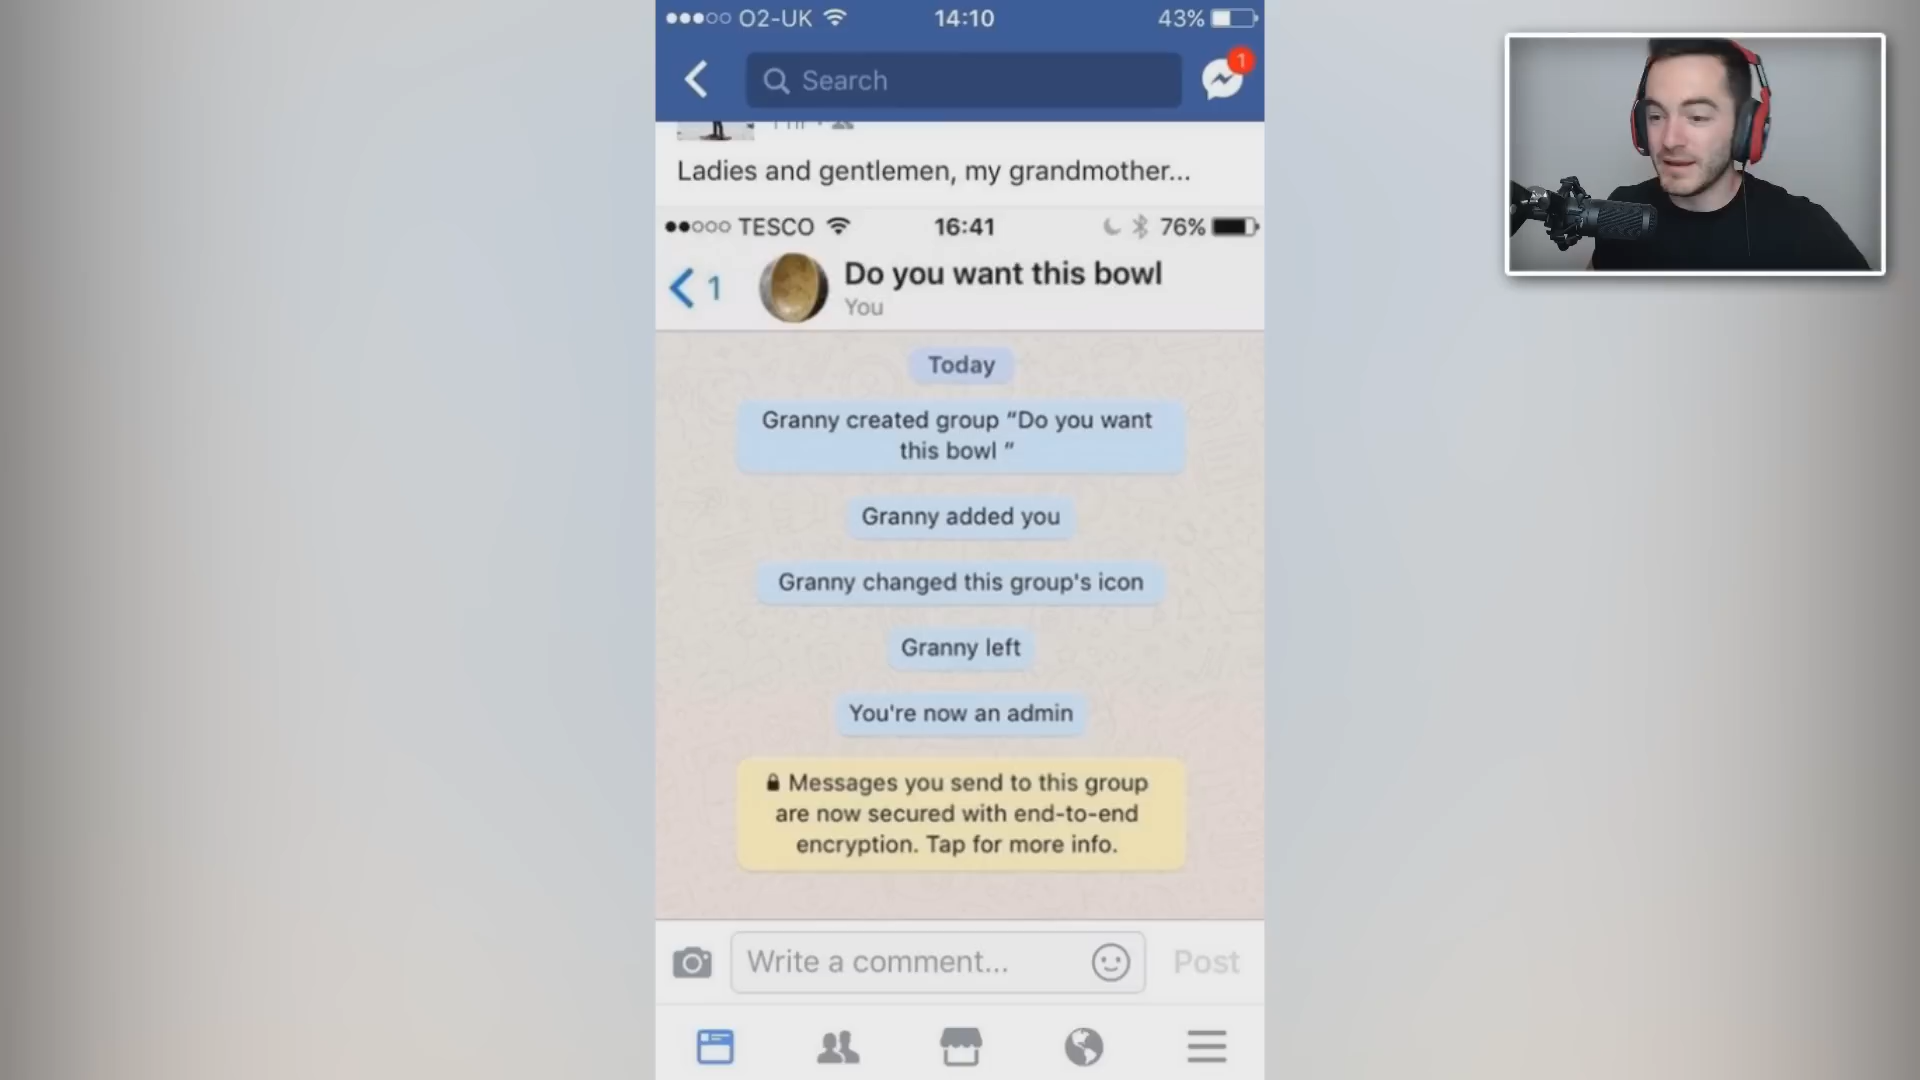 O2-UK 14:10 43%
Search
1
Ladies and gentlemen, my grandmother...
TESCO 16:41 76%
1
Do you want this bowl
You
Today
Granny created group “Do you want
this bowl ”
Granny added you
Granny changed this group's icon
Granny left
You're now an admin
Messages you send to this group
are now secured with end-to-end
encryption. Tap for more info.
Write a comment...
Post